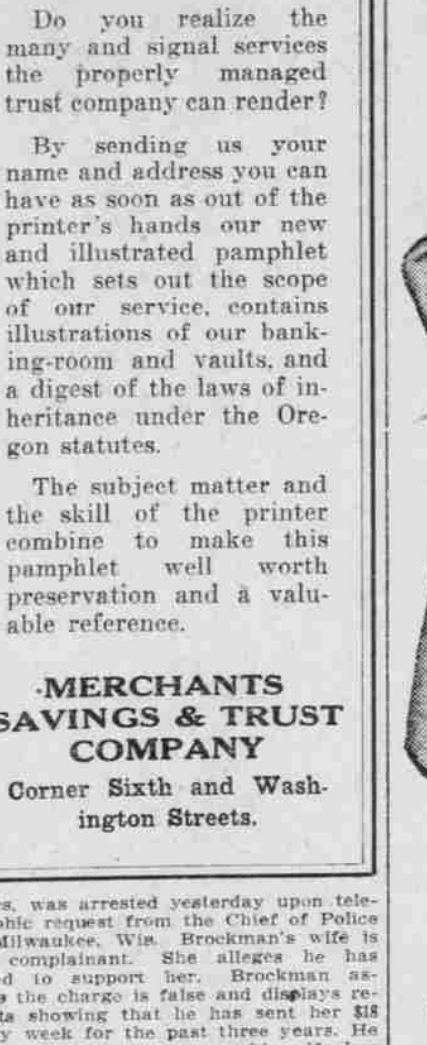 Do you realize the
many and signal services
the properly managed
trust company can render?
By sending us your
name and address you can
have as soon as out of the
printer's hands our new
and illustrated pamphlet
which sets out the scope
of our service, contains
illustrations of our bank-
ing-room and vaults, and
a digest of the laws of in-
heritance under the Ore-
gon statutes.
The subject matter and
the skill of the printer
combine to make this
pamphlet well worth
preservation and a valu-
able reference.
MERCHANTS
SAVINGS & TRUST
COMPANY
Corner Sixth and Wash-
ington Streets.
rs, was arrested yesterday upon tele-
phic request from the Chief of Police
Milwaukee, Wis. Brockman's wife is
complainant. She alleges he has
ed to support her. Brockman as-
s the charge is false and displays re-
ts showing that he has sent her $18
y week for the past three years. He